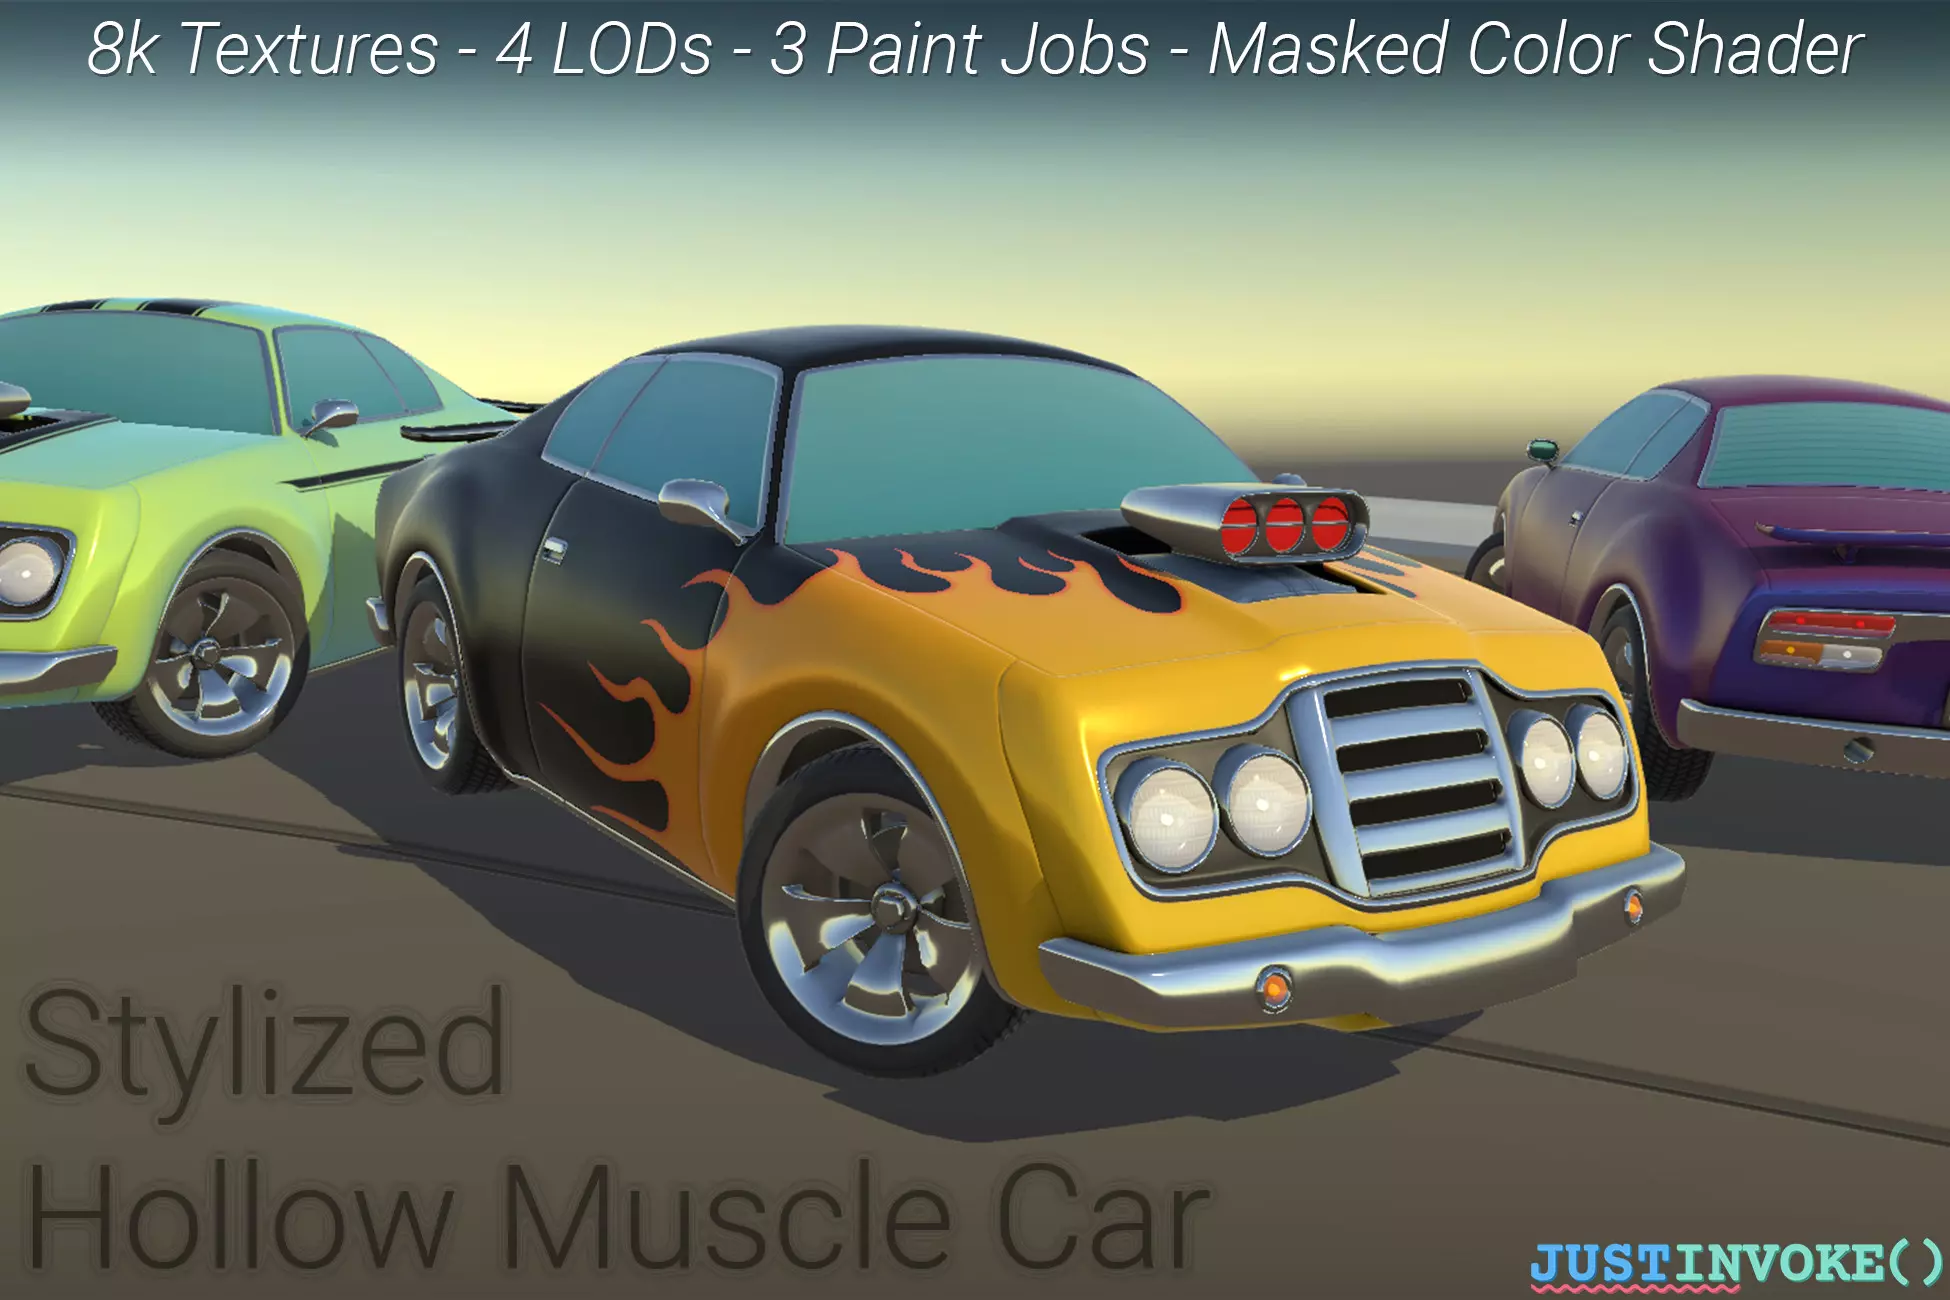 8k Textures - 4 LODs - 3 Paint Jobs - Masked Color Shader
Stylized
Hollow Muscle Car
JUSTINVOKE()